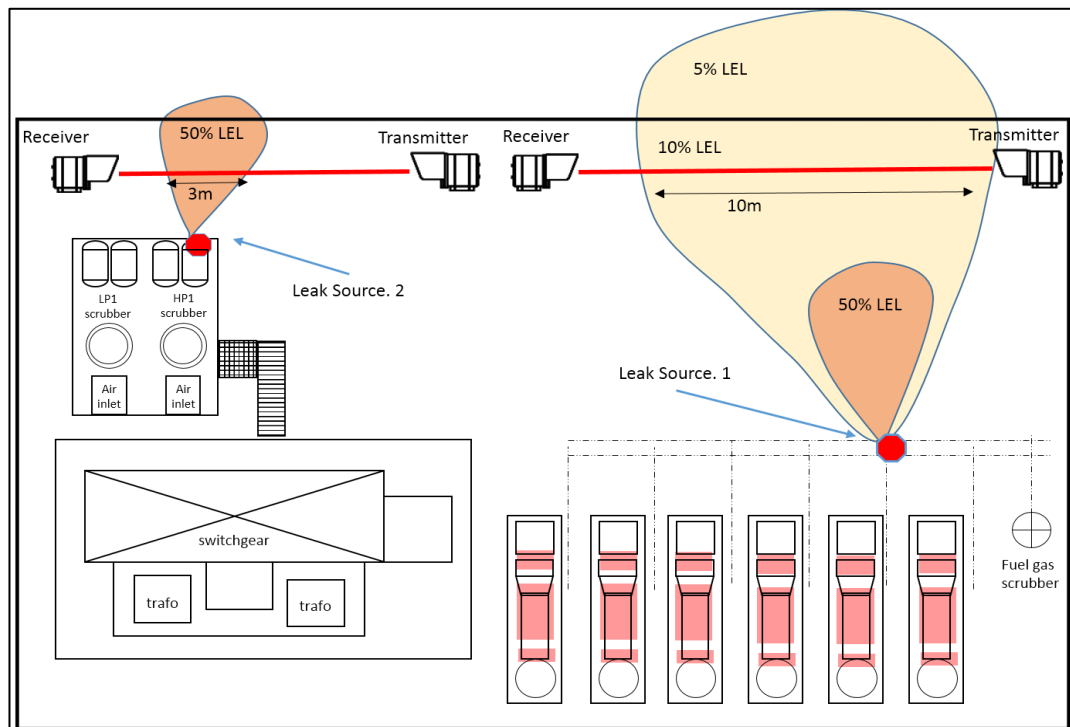 5% LEL
Receiver
50% LEL
Transmitter
Receiver
10% LEL
Transmitter
3m
10m
Leak Source. 2
LP1
scrubber
HP1
scrubber
50% LEL
Air
inlet
Air
inlet
Leak Source. 1
switchgear
Fuel gas
scrubber
trafo
trafo